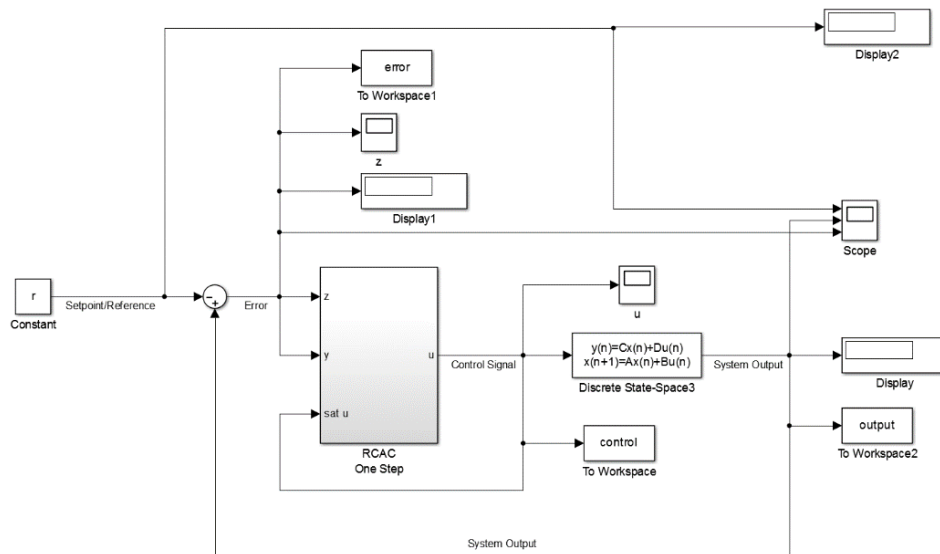 Display2
error
To Workspace1
z
Display1
Scope
r
Constant
Setpoint/Reference
-
+
Error
z
y
sat u
u
RCAC
One Step
Control Signal
u
y(n)=Cx(n)+Du(n)
x(n+1)=Ax(n)+Bu(n)
Discrete State-Space3
System Output
Display
control
To Workspace
output
To Workspace2
System Output